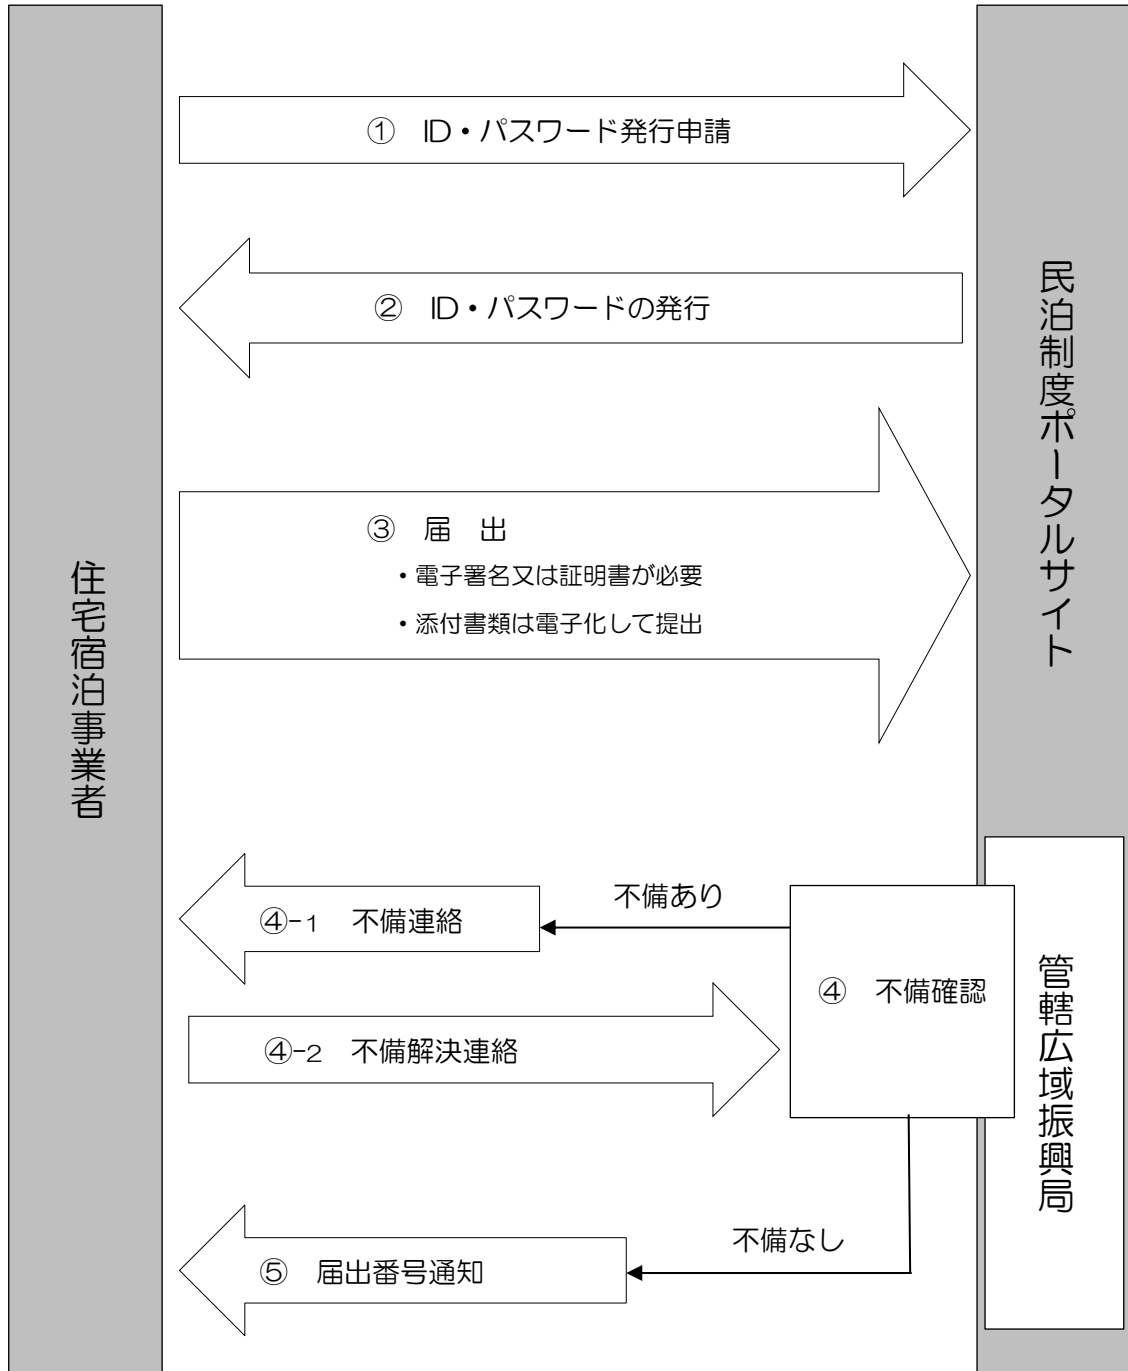 ① ID・パスワード発行申請
② ID・パスワードの発行
民泊制度ポータルサイト
③ 届 出
・電子署名又は証明書が必要
・添付書類は電子化して提出
住宅宿泊事業者
不備あり
④-1 不備連絡
④ 不備確認
管轄広域振興局
④-2 不備解決連絡
不備なし
⑤ 届出番号通知